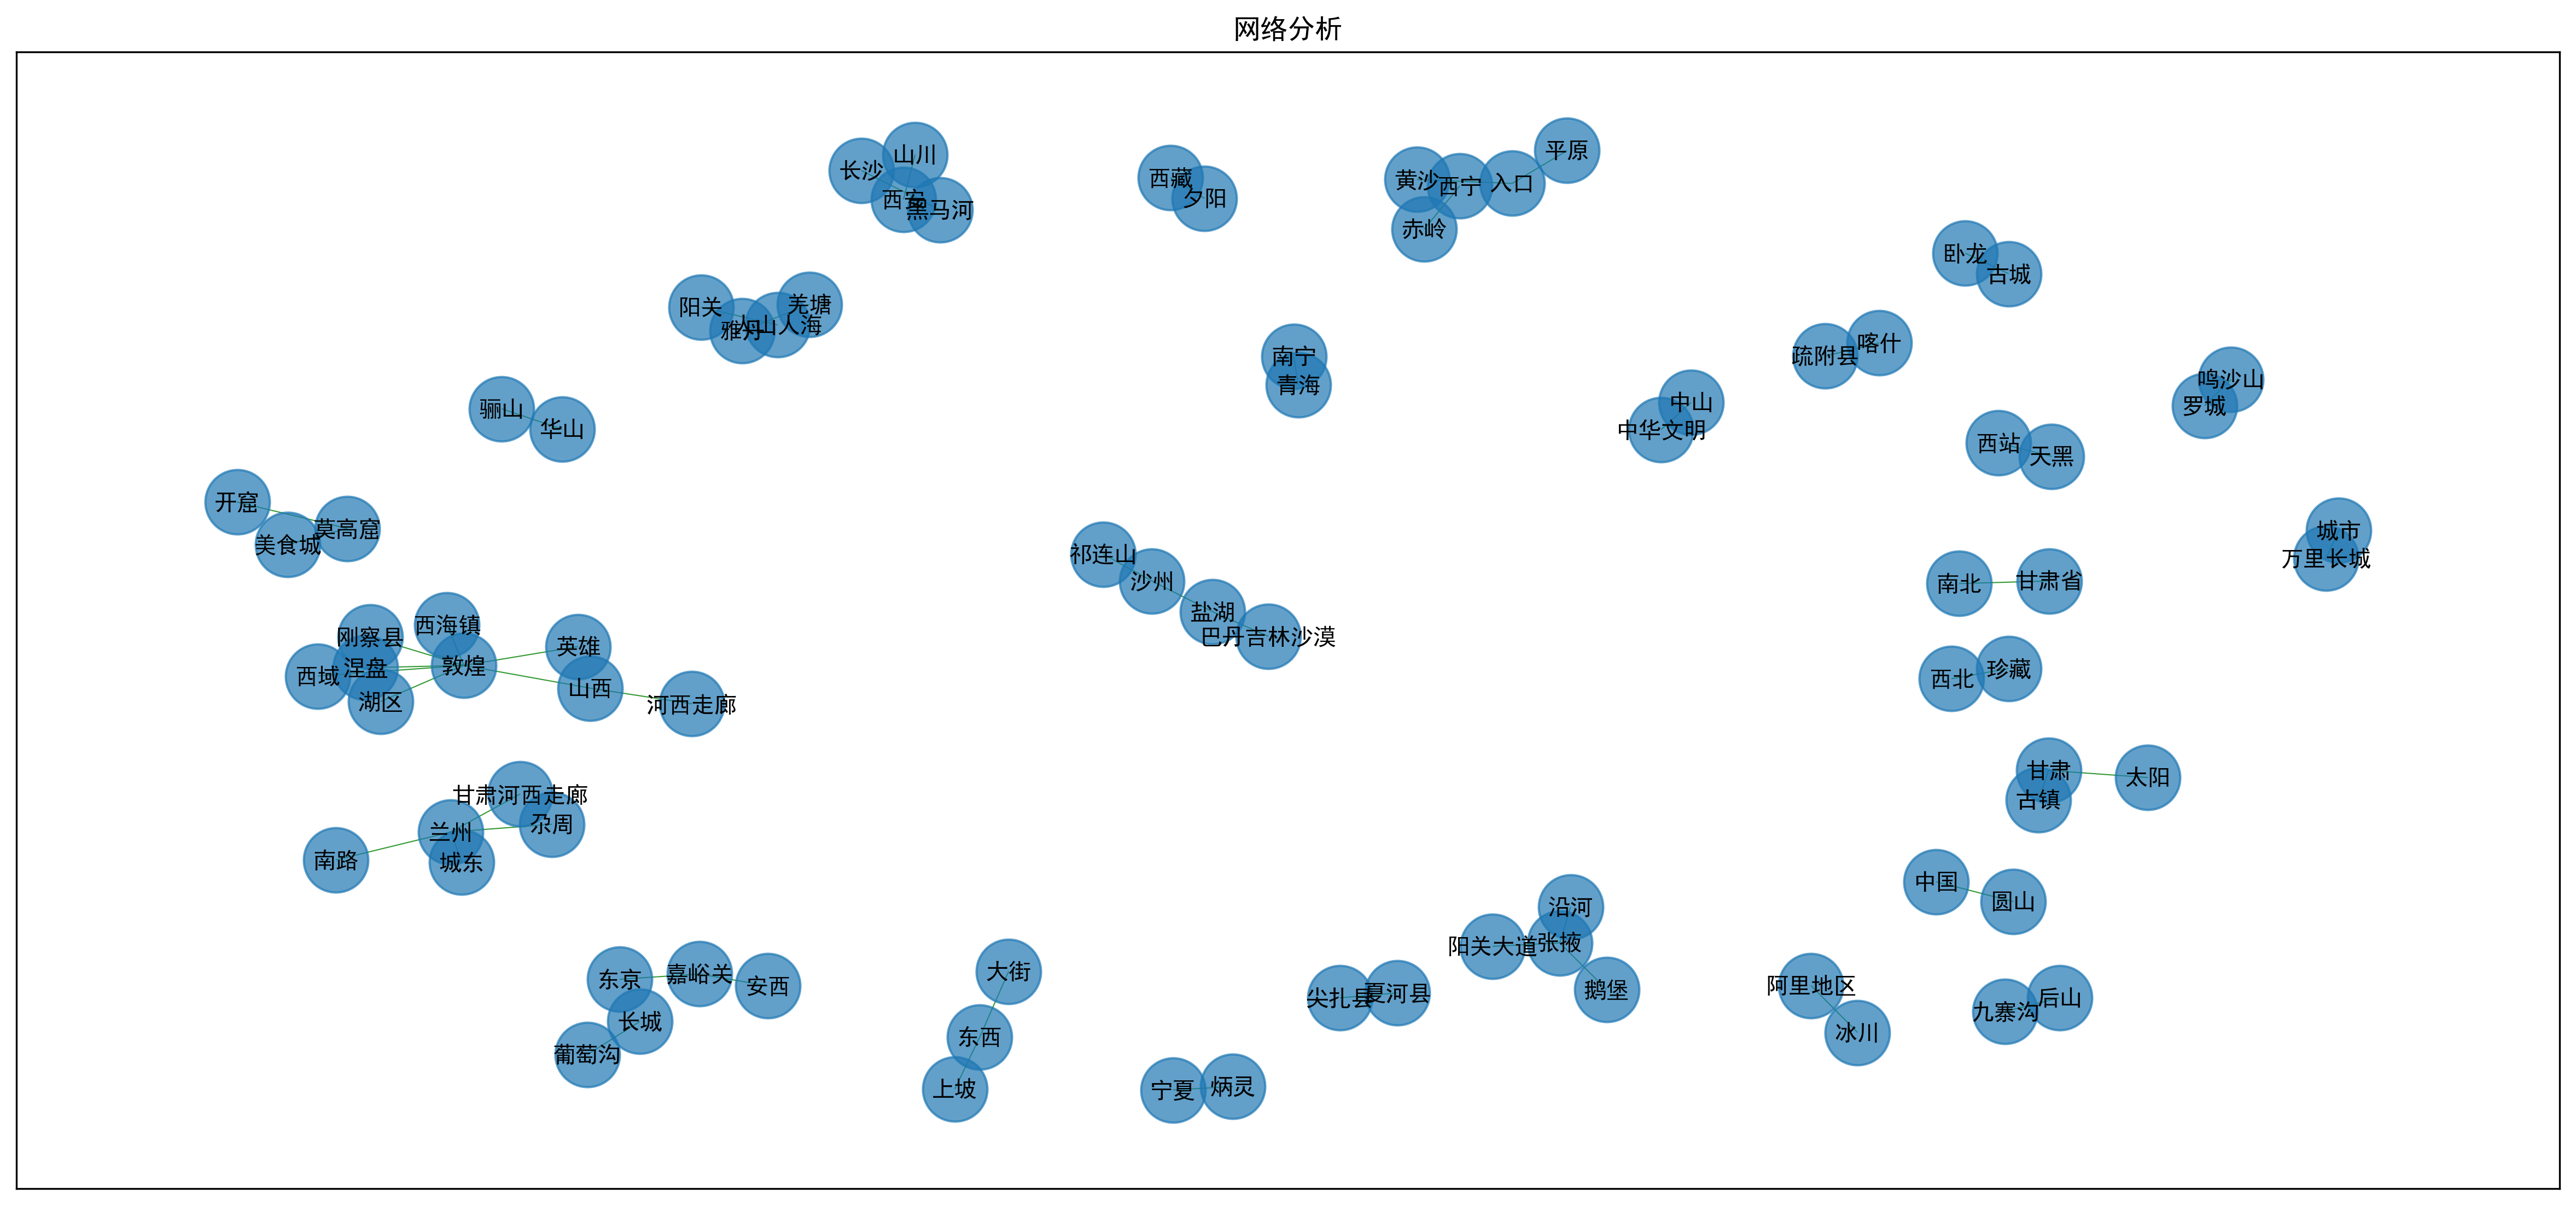 网络分析
长沙
山川
西安
黑马河
西藏
夕阳
黄沙
西宁
入口
平原
赤岭
卧龙
古城
阳关
雅丹
人山人海
羌塘
南宁
青海
疏附县
喀什
鸣沙山
罗城
骊山
华山
中山
中华文明
西站
天黑
开窟
美食城
莫高窟
城市
万里长城
祁连山
沙州
盐湖
巴丹吉林沙漠
南北
甘肃省
刚察县
西海镇
西域
涅盘
湖区
敦煌
英雄
山西
河西走廊
西北
珍藏
甘肃
古镇
太阳
甘肃河西走廊
兰州
尕周
城东
南路
中国
圆山
东京
嘉峪关
安西
长城
葡萄沟
大街
东西
上坡
宁夏
炳灵
尖扎县
夏河县
沿河
阳关大道
张掖
鹅堡
阿里地区
冰川
九寨沟
后山